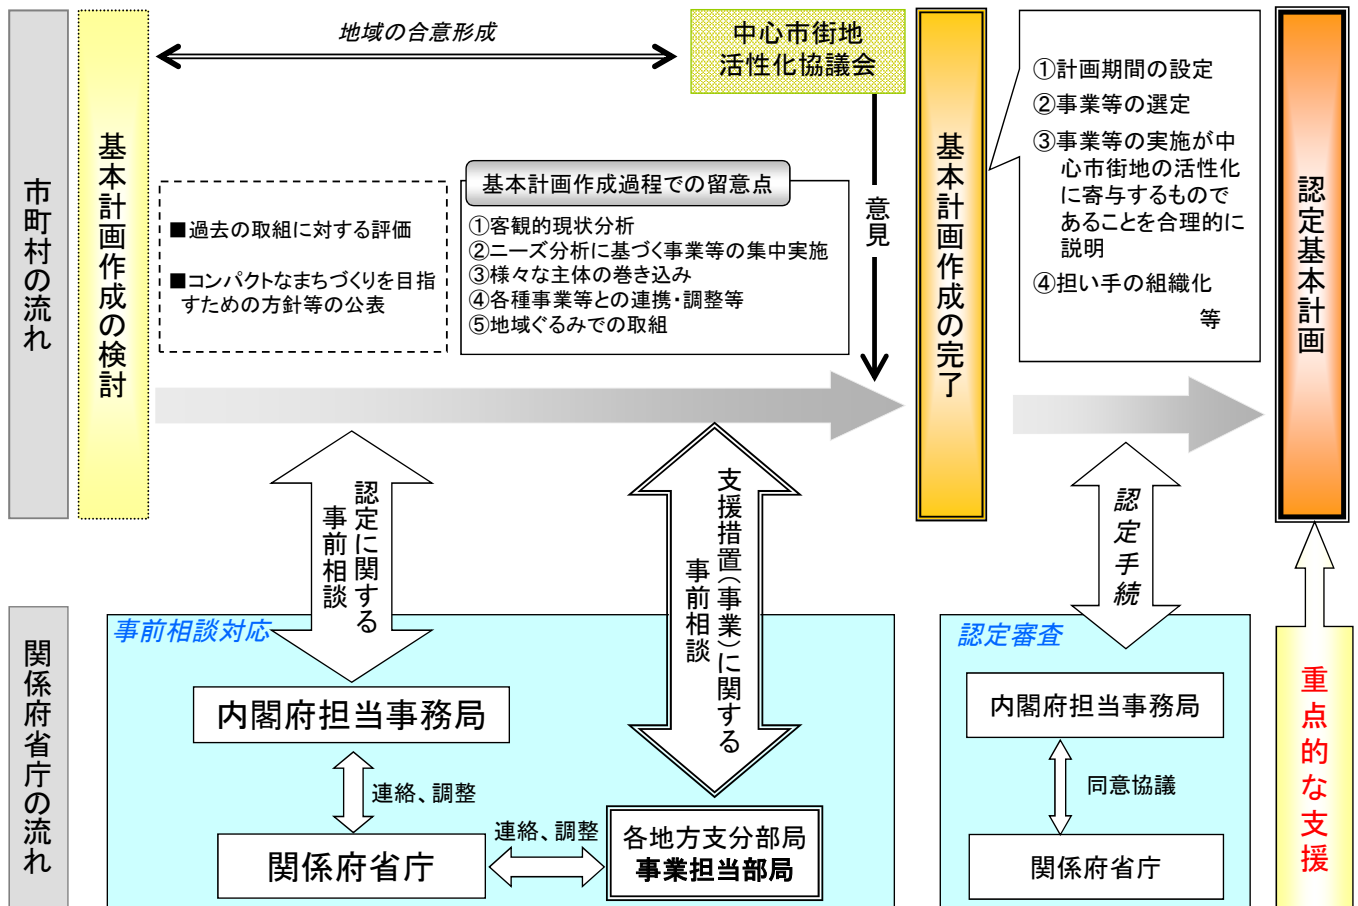 市町村の流れ
基本計画作成の検討
地域の合意形成
中心市街地
活性化協議会
意見
■過去の取組に対する評価
■コンパクトなまちづくりを目指
すための方針等の公表
基本計画作成過程での留意点
①客観的現状分析
②ニーズ分析に基づく事業等の集中実施
③様々な主体の巻き込み
④各種事業等との連携・調整等
⑤地域ぐるみでの取組
基本計画作成の完了
①計画期間の設定
②事業等の選定
③事業等の実施が中
心市街地の活性化
に寄与するもので
あることを合理的に
説明
④担い手の組織化
等
認定基本計画
認定に関する
事前相談
支援措置（事業）に関する
事前相談
認定手続
関係府省庁の流れ
事前相談対応
内閣府担当事務局
連絡、調整
関係府省庁
連絡、調整
各地方支分部局
事業担当部局
認定審査
内閣府担当事務局
同意協議
関係府省庁
重点的な支援